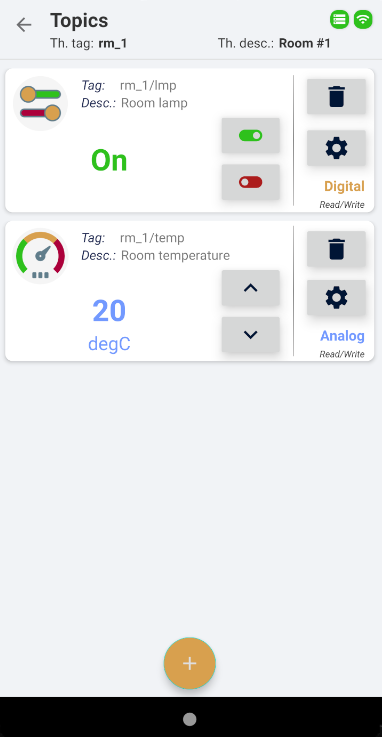 Topics
Th. tag: rm_1 Th. desc.: Room #1
Tag: rm_1/lmp
Desc.: Room lamp
On
Digital
Read/Write
Tag: rm_1/temp
Desc.: Room temperature
20
degC
Analog
Read/Write